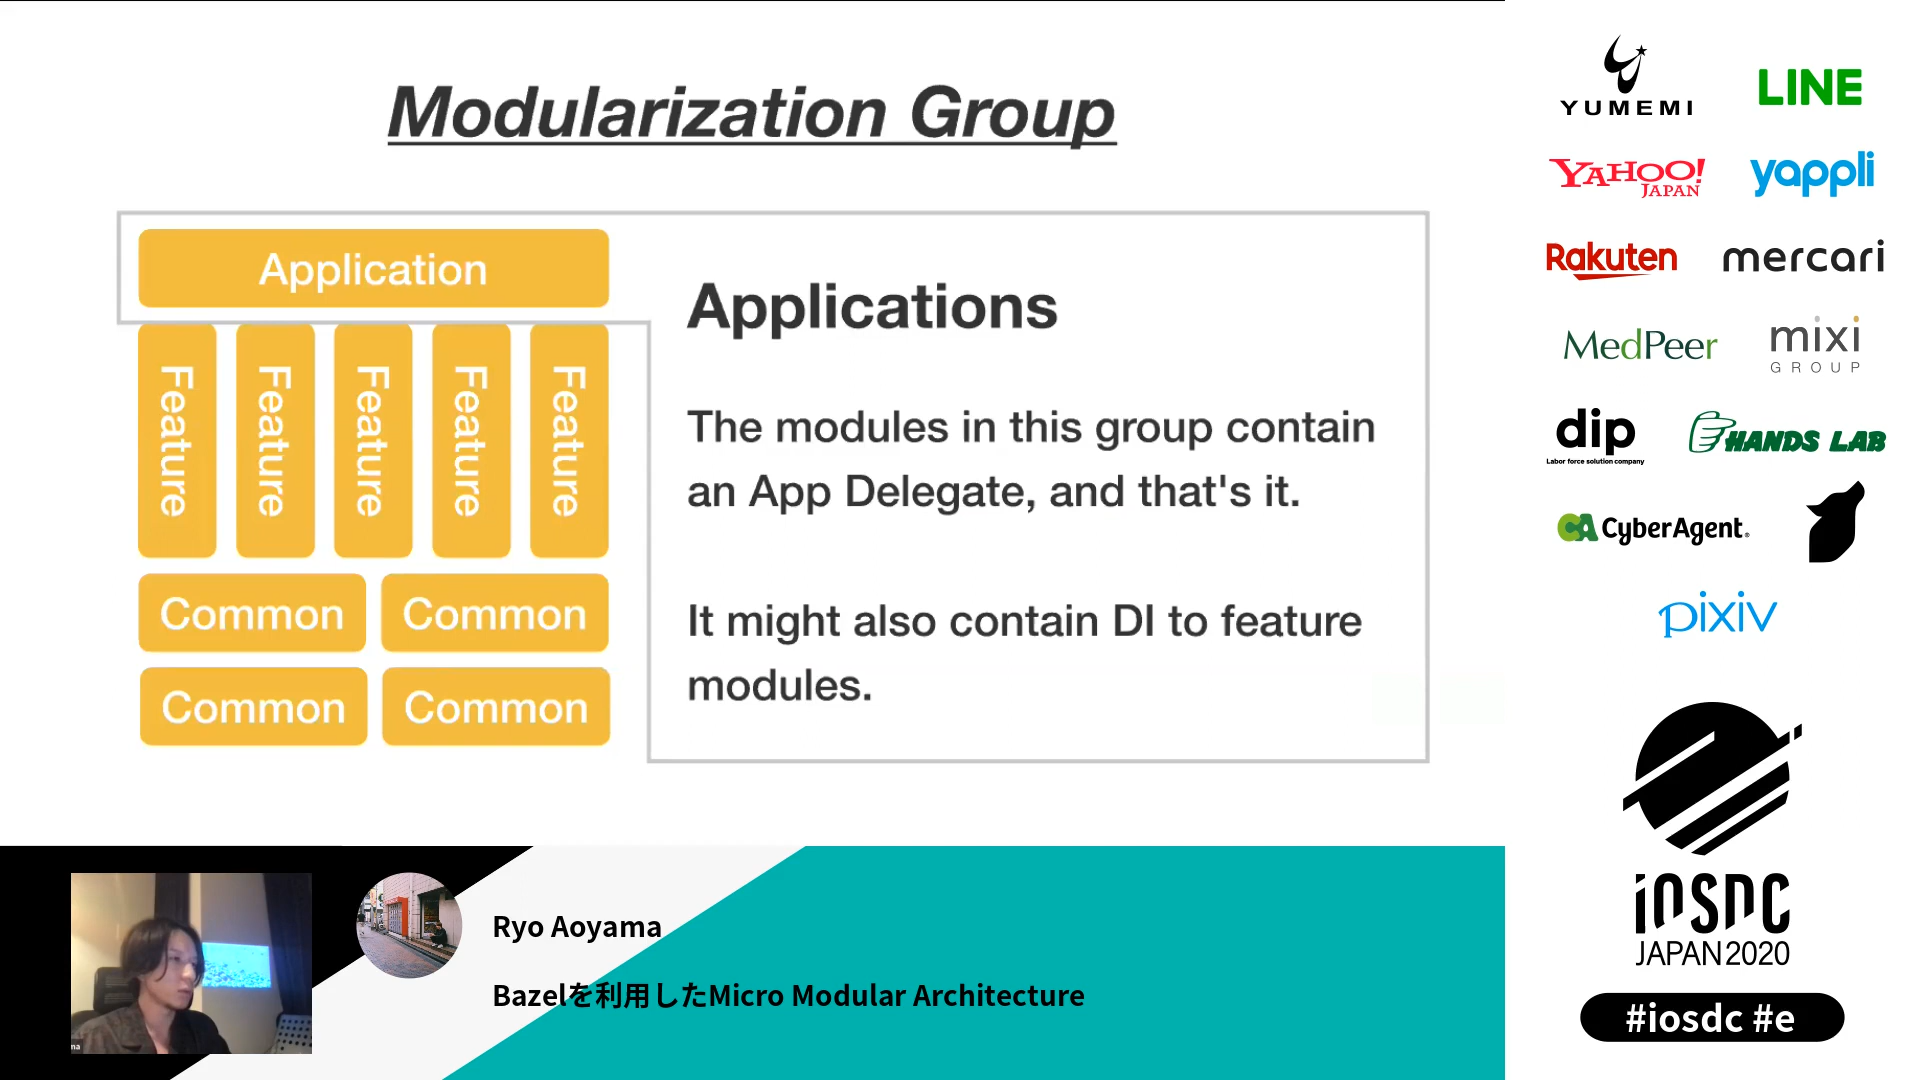 Modularization Group
Application
Feature
Feature
Feature
Feature
Feature
Common
Common
Common
Common
Applications
The modules in this group contain
an App Delegate, and that's it.
It might also contain DI to feature
modules.
Ryo Aoyama
Bazelを利用したMicro Modular Architecture
ma
YUMEMI
LINE
YAHOO!
JAPAN
yappli
Rakuten
mercari
MedPeer
mixi
GROUP
dip
Labor force solution company
HANDS LAB
CA CyberAgent.
pixiv
iOSDC
JAPAN2020
#iosdc #e